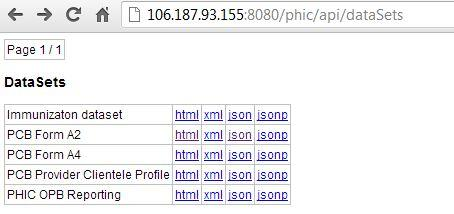 106.187.93.155:8080/phic/api/dataSets
Page 1 / 1
DataSets
Immunizaton dataset html xml json jsonp
PCB Form A2 html xml json jsonp
PCB Form A4 html xml json jsonp
PCB Provider Clientele Profile html xml json jsonp
PHIC OPB Reporting html xml json jsonp